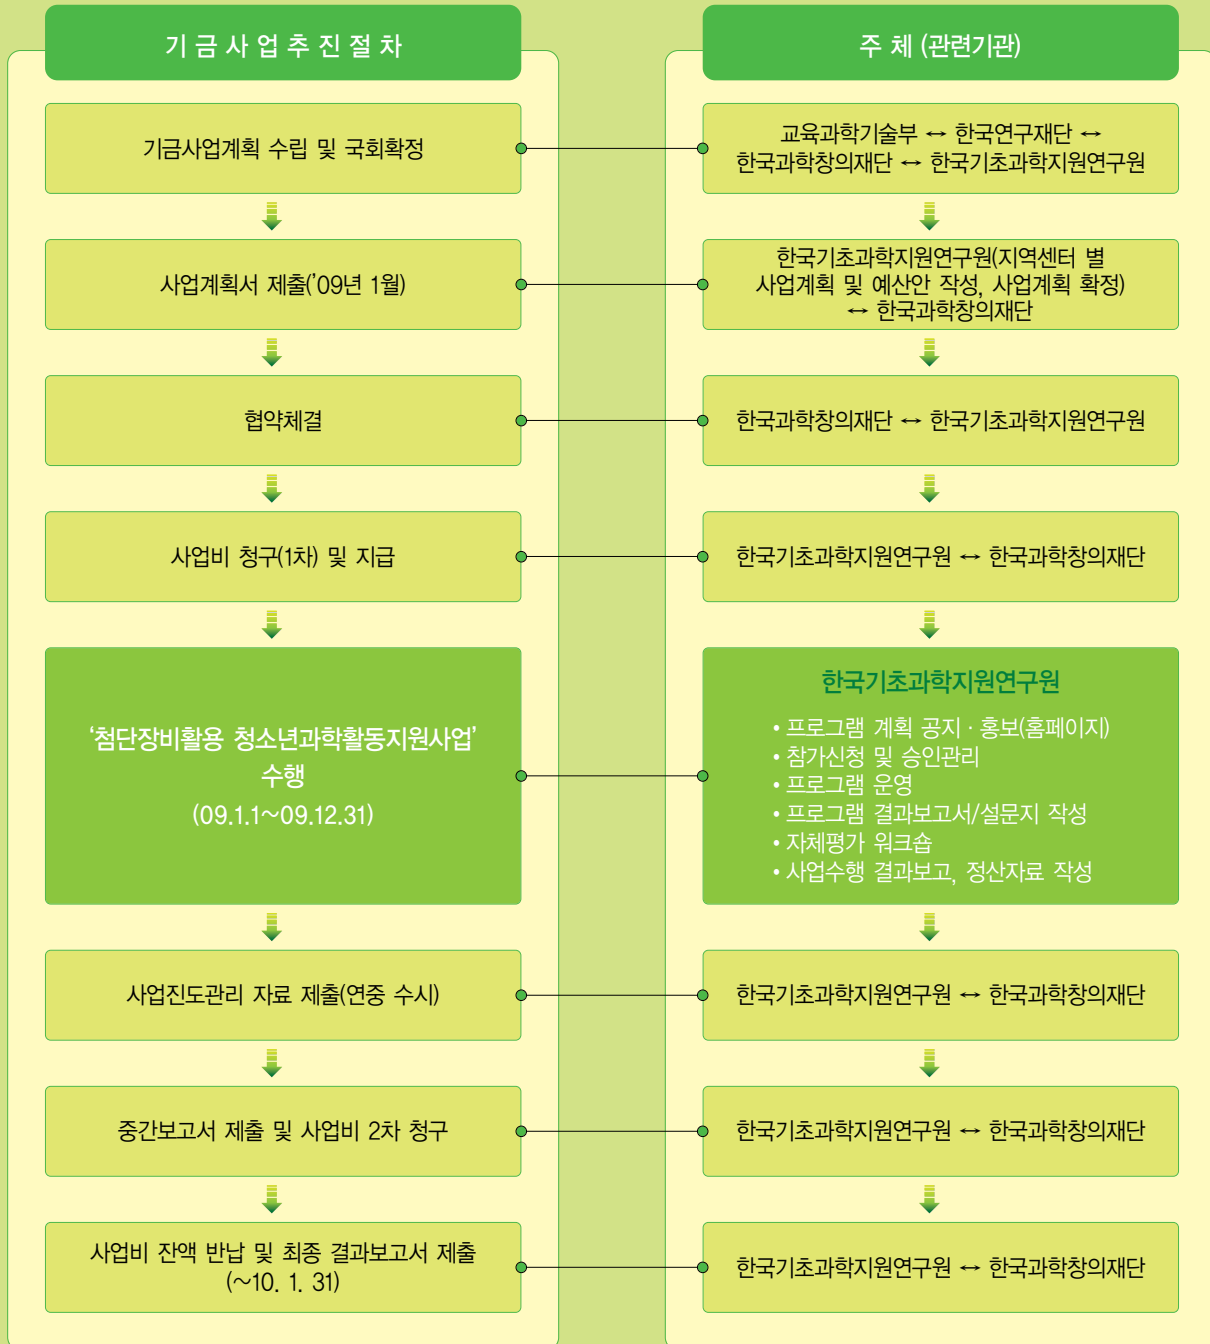 기금사업추진절차
주체 (관련기관)
기금사업계획 수립 및 국회확정
교육과학기술부 ↔ 한국연구재단 ↔
한국과학창의재단 ↔ 한국기초과학지원연구원
사업계획서 제출('09년 1월)
한국기초과학지원연구원(지역센터 별
사업계획 및 예산안 작성, 사업계획 확정)
↔ 한국과학창의재단
협약체결
한국과학창의재단 ↔ 한국기초과학지원연구원
사업비 청구(1차) 및 지급
한국기초과학지원연구원 ↔ 한국과학창의재단
‘첨단장비활용 청소년과학활동지원사업’
수행
(09.1.1~09.12.31)
한국기초과학지원연구원
• 프로그램 계획 공지 · 홍보(홈페이지)
• 참가신청 및 승인관리
• 프로그램 운영
• 프로그램 결과보고서/설문지 작성
• 자체평가 워크숍
• 사업수행 결과보고, 정산자료 작성
사업진도관리 자료 제출(연중 수시)
한국기초과학지원연구원 ↔ 한국과학창의재단
중간보고서 제출 및 사업비 2차 청구
한국기초과학지원연구원 ↔ 한국과학창의재단
사업비 잔액 반납 및 최종 결과보고서 제출
(~10. 1. 31)
한국기초과학지원연구원 ↔ 한국과학창의재단